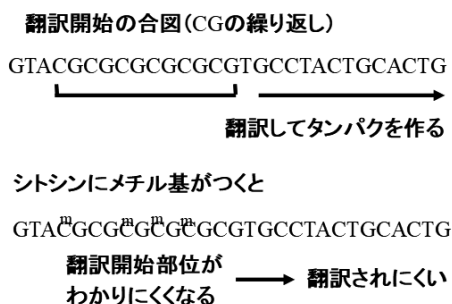 翻訳開始の合図(CGの繰り返し)
GTACGCGCGCGCGCGTGCCTACTGCACTG
翻訳してタンパクを作る
シトシンにメチル基がつくと
m m m m
GTACGCGCGCGCGCGTGCCTACTGCACTG
翻訳開始部位が
わかりにくくなる
翻訳されにくい